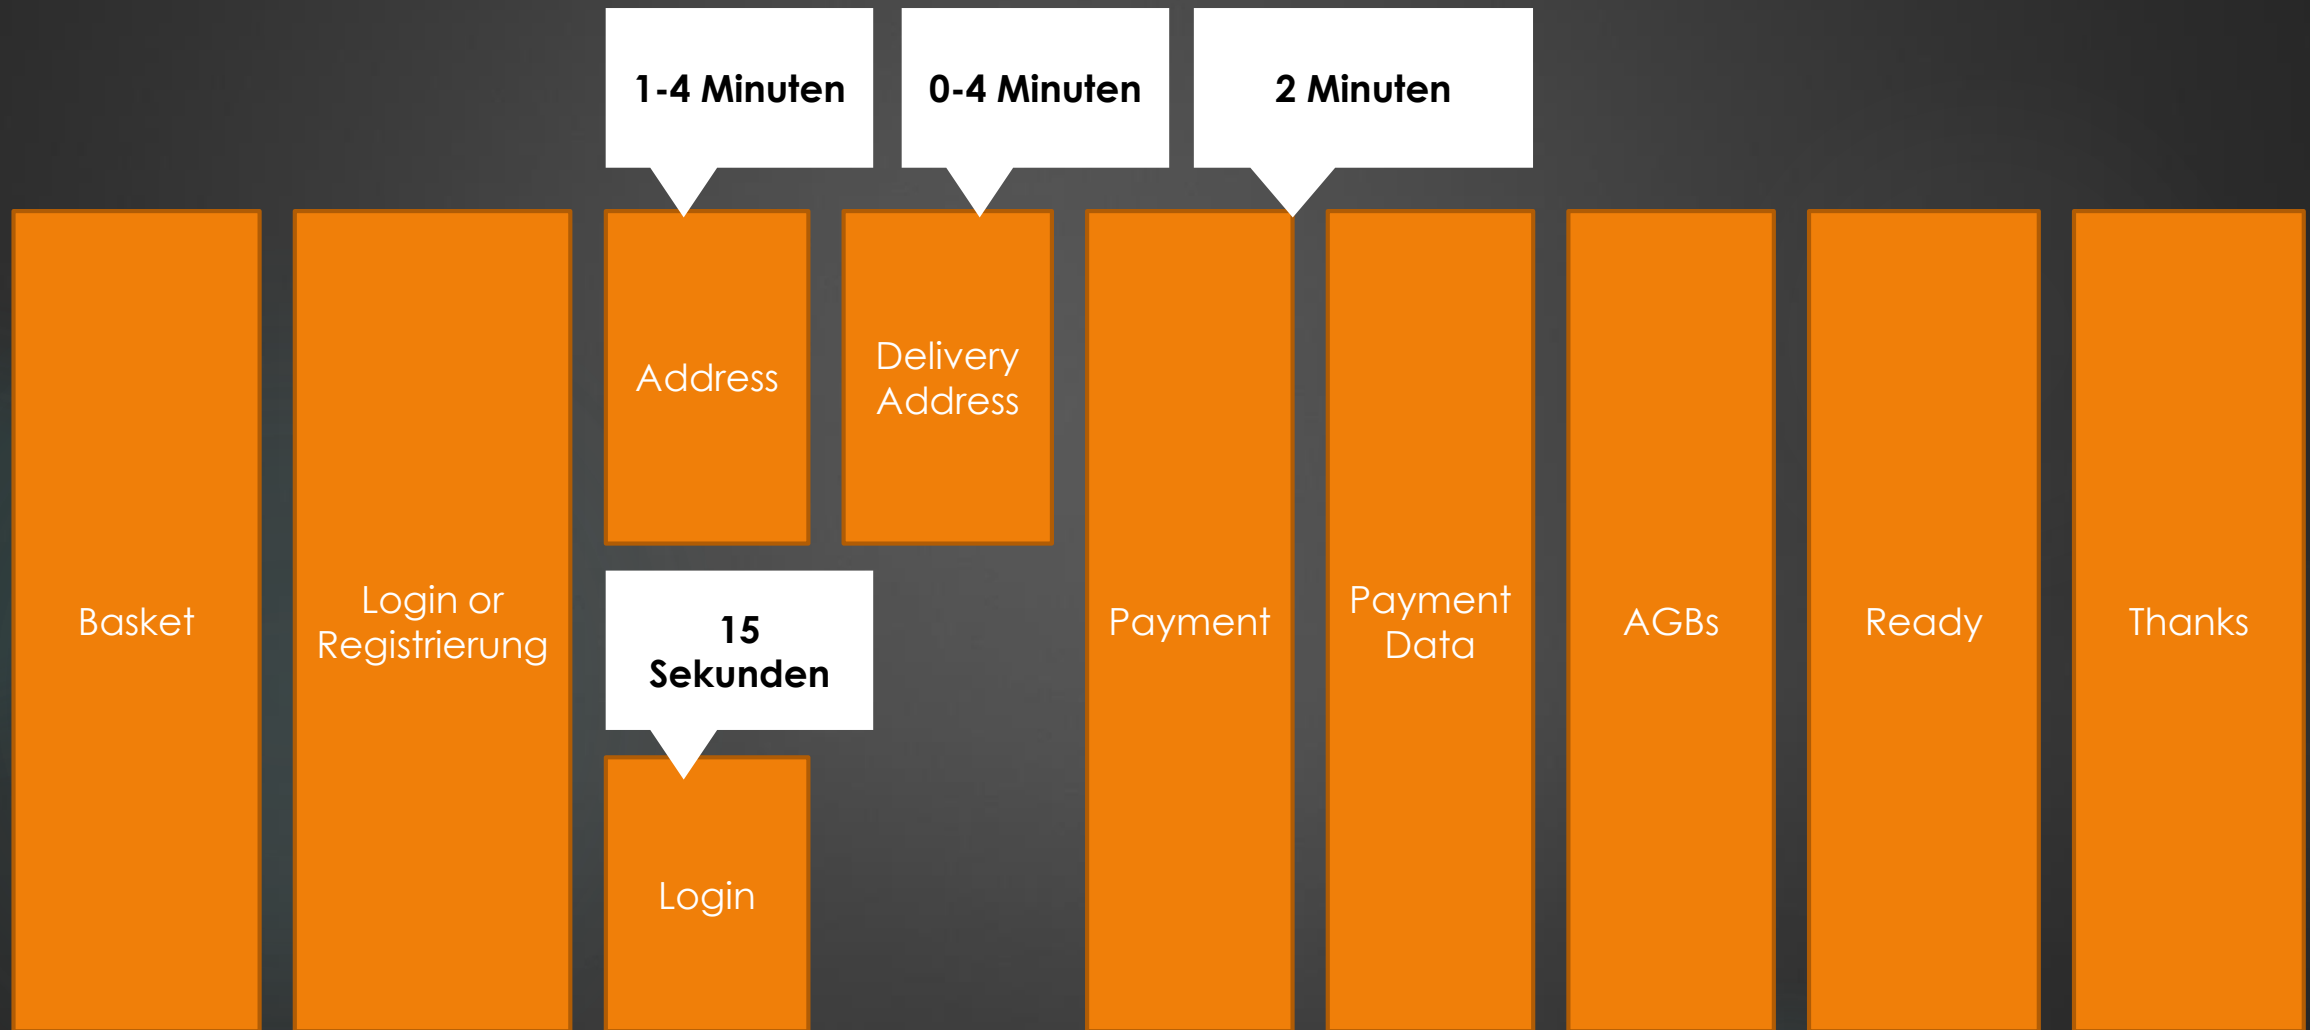 1-4 Minuten
0-4 Minuten
2 Minuten
Basket
Login or
Registrierung
Address
Delivery
Address
15
Sekunden
Login
Payment
Payment
Data
AGBs
Ready
Thanks